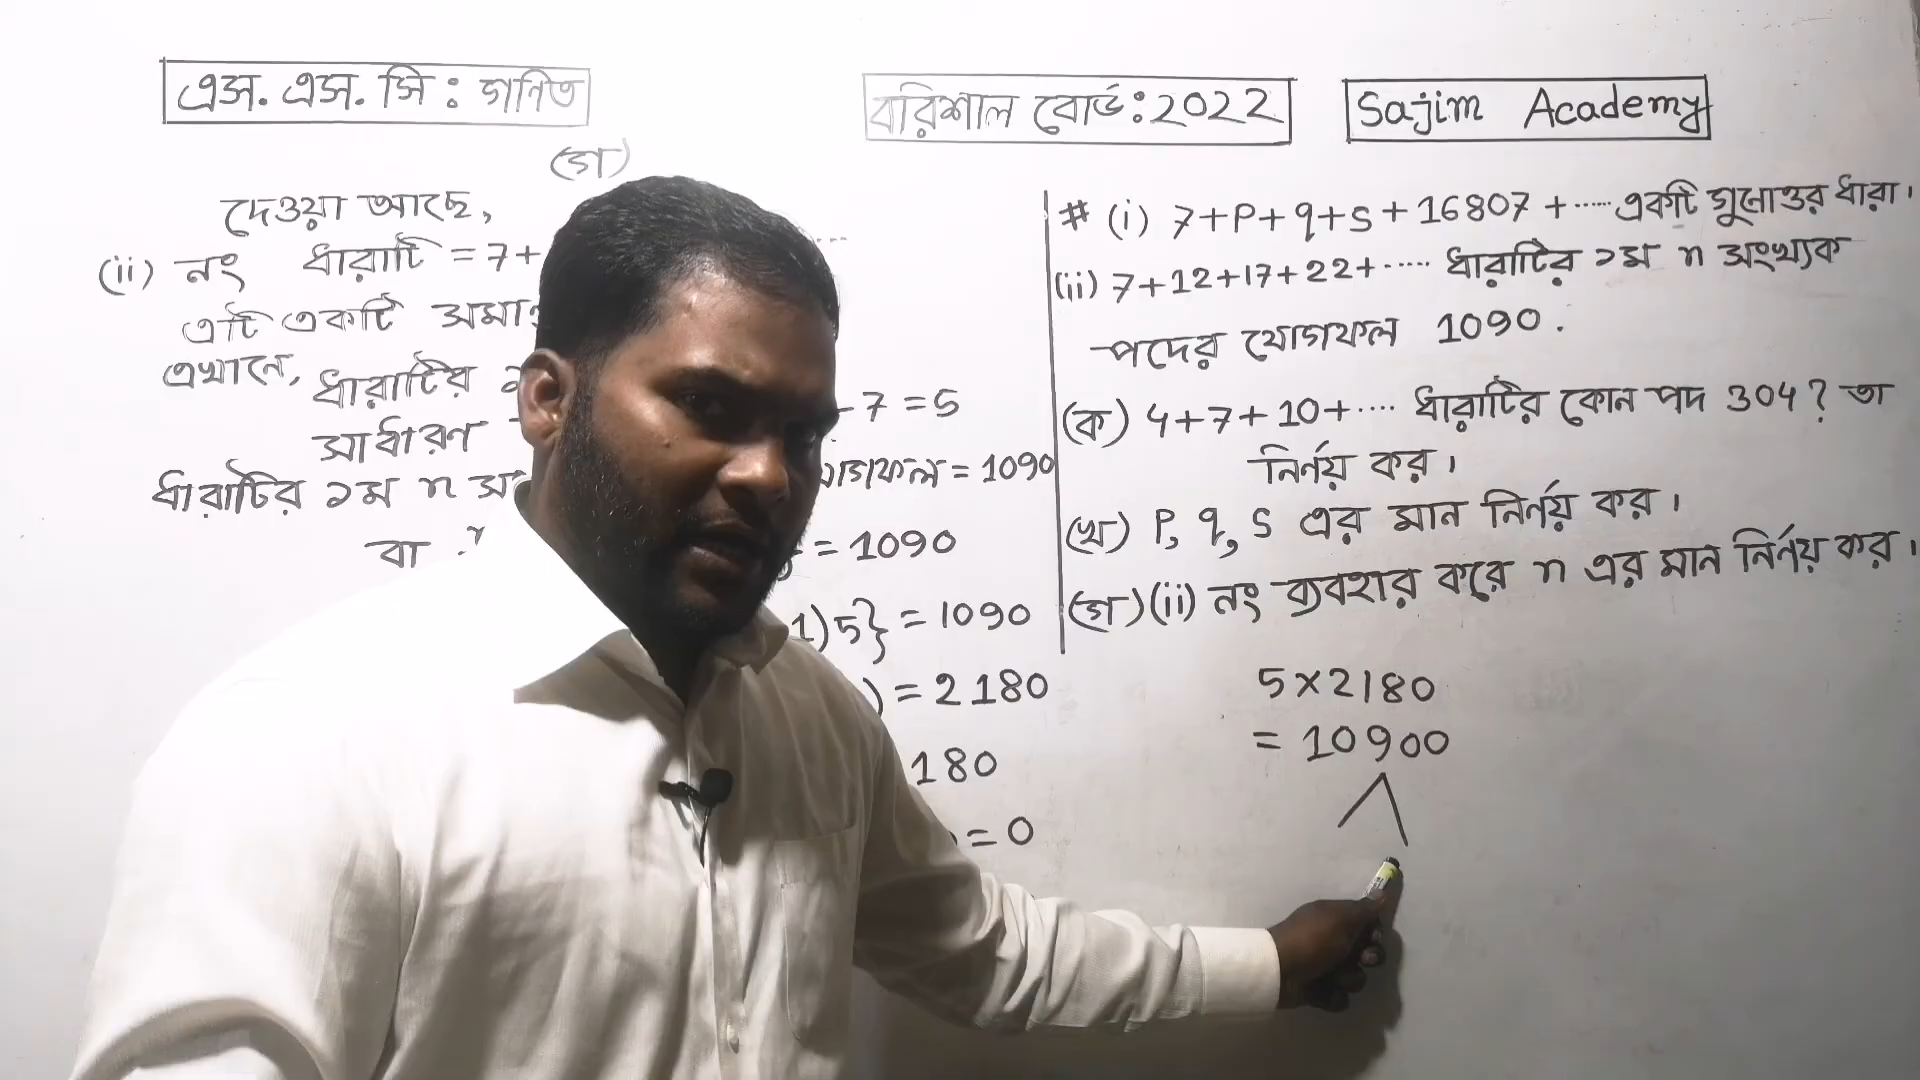 এস. এস. সি : গনিত
বরিশাল বোর্ড : ২০২২
Sajim Academy
(গ)
দেওয়া আছে,
(ii) নং ধারাটি = 7+
এটি একটি
এখানে, ধারাটির
সাধারণ
- 7 = 5
ধারাটির ১ম n
যোগফল = 1090
বা
= 1090
1)5} = 1090
) = 2180
180
= 0
# (i) 7+P+q+S+16807+...... একটি গুনোত্তর ধারা।
(ii) 7+12+17+22+...... ধারাটির ১ম n সংখ্যক
পদের যোগফল 1090.
(ক) 4+7+10+.... ধারাটির কোন পদ 304? তা
নির্ণয় কর।
(খ) P, q, S এর মান নির্ণয় কর।
(গ)(ii) নং ব্যবহার করে n এর মান নির্ণয় কর।
5×2180
= 10900